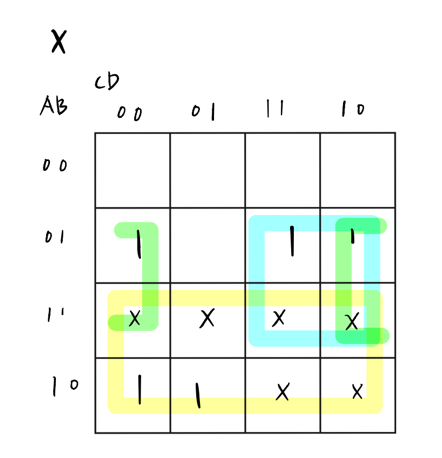 X
CD
AB 00 01 11 10
00
01 1 1 1
11 X X X X
10 1 1 X X